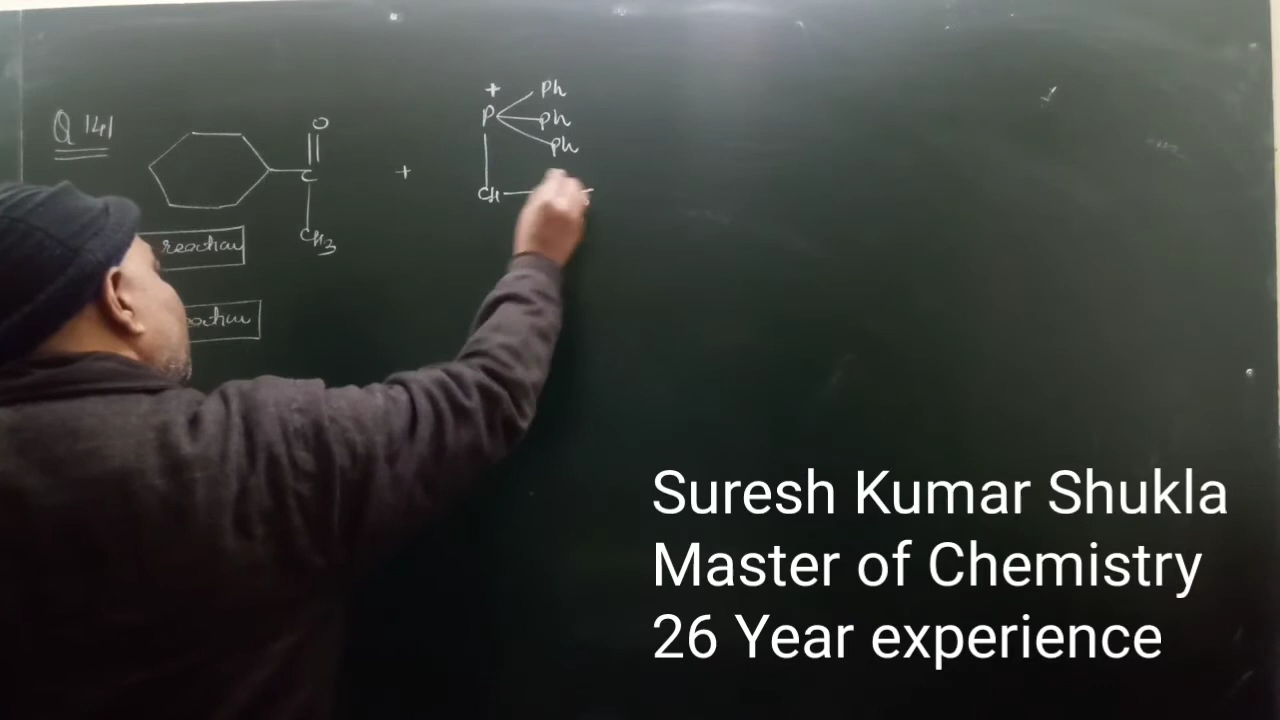 Q 141
O
C
CH3
+
+
P
Ph
Ph
Ph
CH
reaction
Suresh Kumar Shukla
Master of Chemistry
26 Year experience